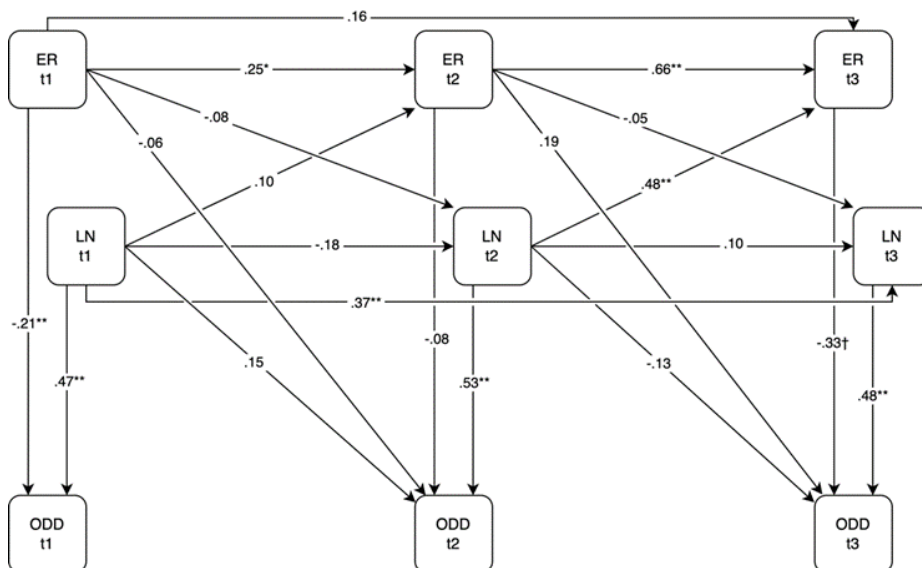 .16
ER
t1
.25*
ER
t2
.66**
ER
t3
-.08
-.06
.10
-.05
.19
.48**
LN
t1
-.18
LN
t2
.10
LN
t3
.37**
-.21**
.47**
.15
-.08
.53**
-.13
-.33†
.48**
ODD
t1
ODD
t2
ODD
t3